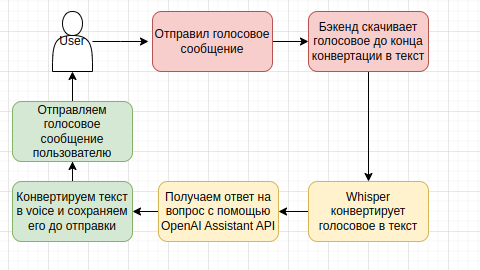 User
Отправил голосовое
сообщение
Бэкенд скачивает
голосовое до конца
конвертации в текст
Whisper
конвертирует
голосовое в текст
Получаем ответ на
вопрос с помощью
OpenAI Assistant API
Конвертируем текст
в voice и сохраняем
его до отправки
Отправляем
голосовое
сообщение
пользователю